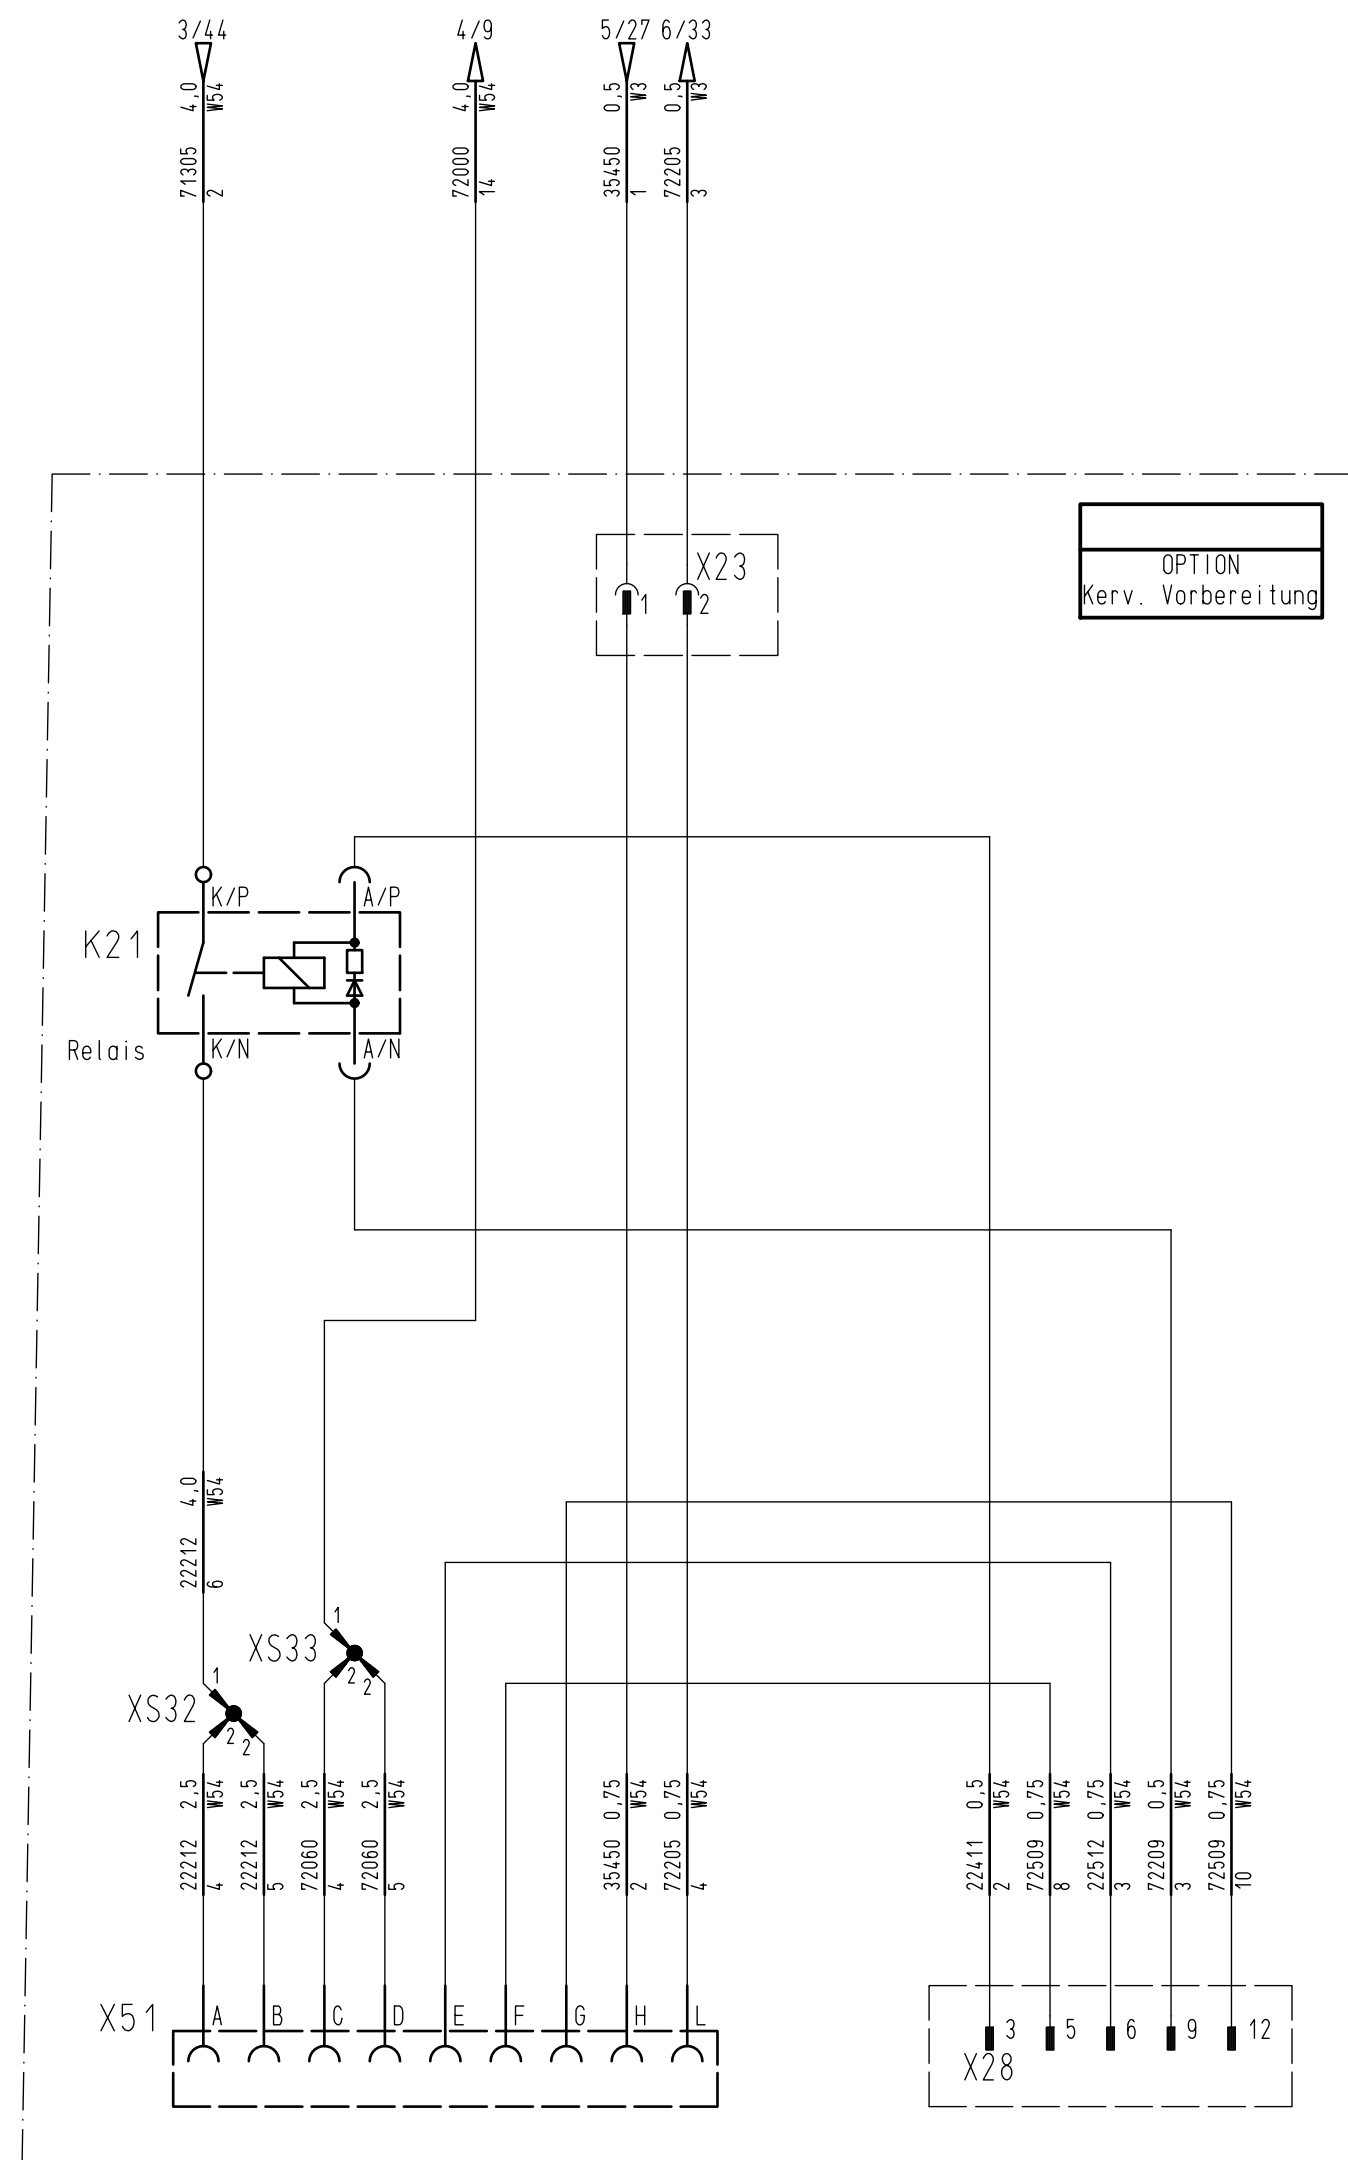 3/44 4/9 5/27 6/33
4,0 W54 4,0 W54 0,5 W3 0,5 W3
71305 2 72000 14 35450 1 72205 3
X23
1 2
OPTION
Kerv. Vorbereitung
K/P A/P
K21
Relais K/N A/N
4,0 W54
22212 6
1
XS33
2 2
1
XS32
2 2
2,5 W54 2,5 W54 2,5 W54 2,5 W54 0,75 W54 0,75 W54 0,5 W54 0,75 W54 0,75 W54 0,5 W54 0,75 W54
22212 4 22212 5 72060 4 72060 5 35450 2 72205 4 22411 2 72509 8 22512 3 72209 3 72509 10
X51 A B C D E F G H L
3 5 6 9 12
X28